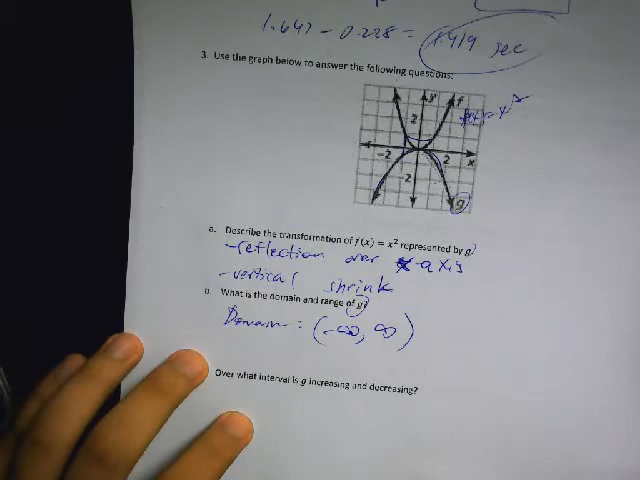 1.647 - 0.228 = 1.419 sec
3. Use the graph below to answer the following questions:
y f
2
-2 2 x
-2
g
a. Describe the transformation of f(x) = x² represented by g?
-reflection over x-axis
-vertical shrink
b. What is the domain and range of g?
Domain: (-∞, ∞)
Over what interval is g increasing and decreasing?